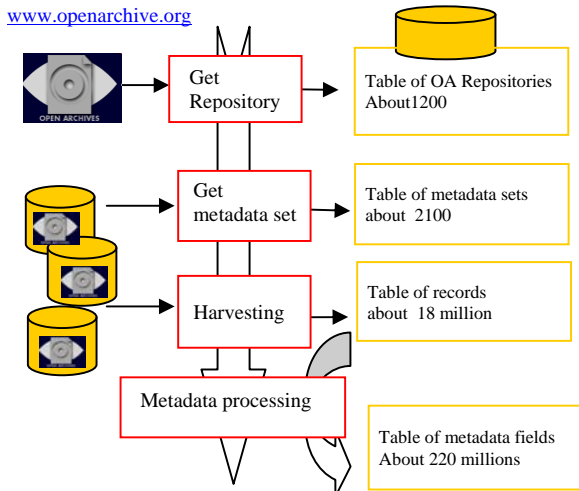 www.openarchive.org
Get
Repository
Table of OA Repositories
About1200
OPEN ARCHIVES
Get
metadata set
Table of metadata sets
about 2100
Harvesting
Table of records
about 18 million
Metadata processing
Table of metadata fields
About 220 millions